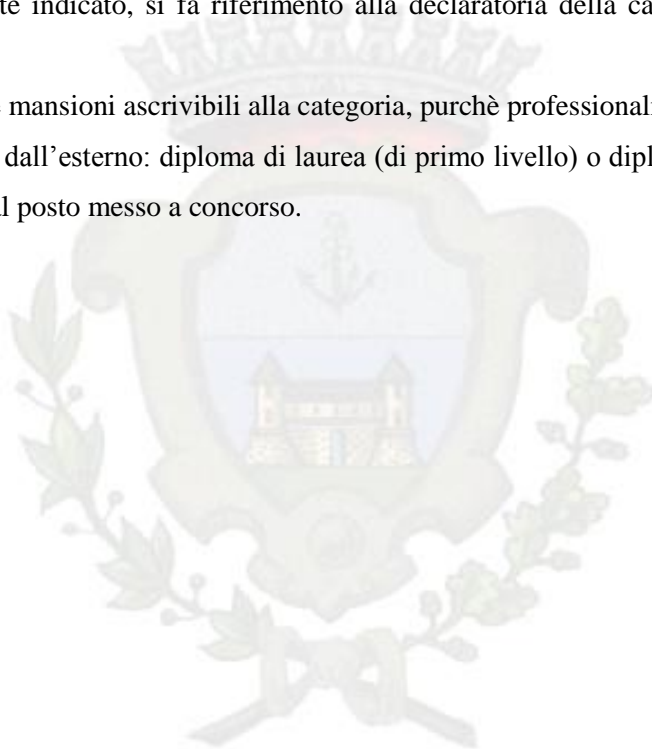 te indicato, si fa riferimento alla declaratoria della ca
mansioni ascrivibili alla categoria, purchè professionali
dall’esterno: diploma di laurea (di primo livello) o dipl
l posto messo a concorso.